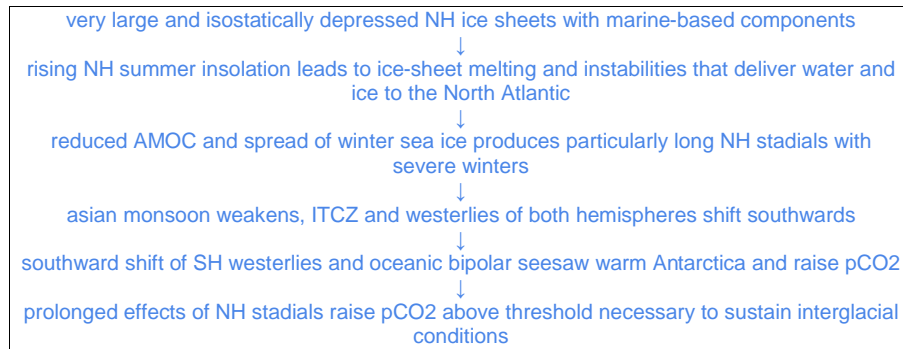 very large and isostatically depressed NH ice sheets with marine-based components
↓
rising NH summer insolation leads to ice-sheet melting and instabilities that deliver water and
ice to the North Atlantic
↓
reduced AMOC and spread of winter sea ice produces particularly long NH stadials with
severe winters
↓
asian monsoon weakens, ITCZ and westerlies of both hemispheres shift southwards
↓
southward shift of SH westerlies and oceanic bipolar seesaw warm Antarctica and raise pCO2
↓
prolonged effects of NH stadials raise pCO2 above threshold necessary to sustain interglacial
conditions